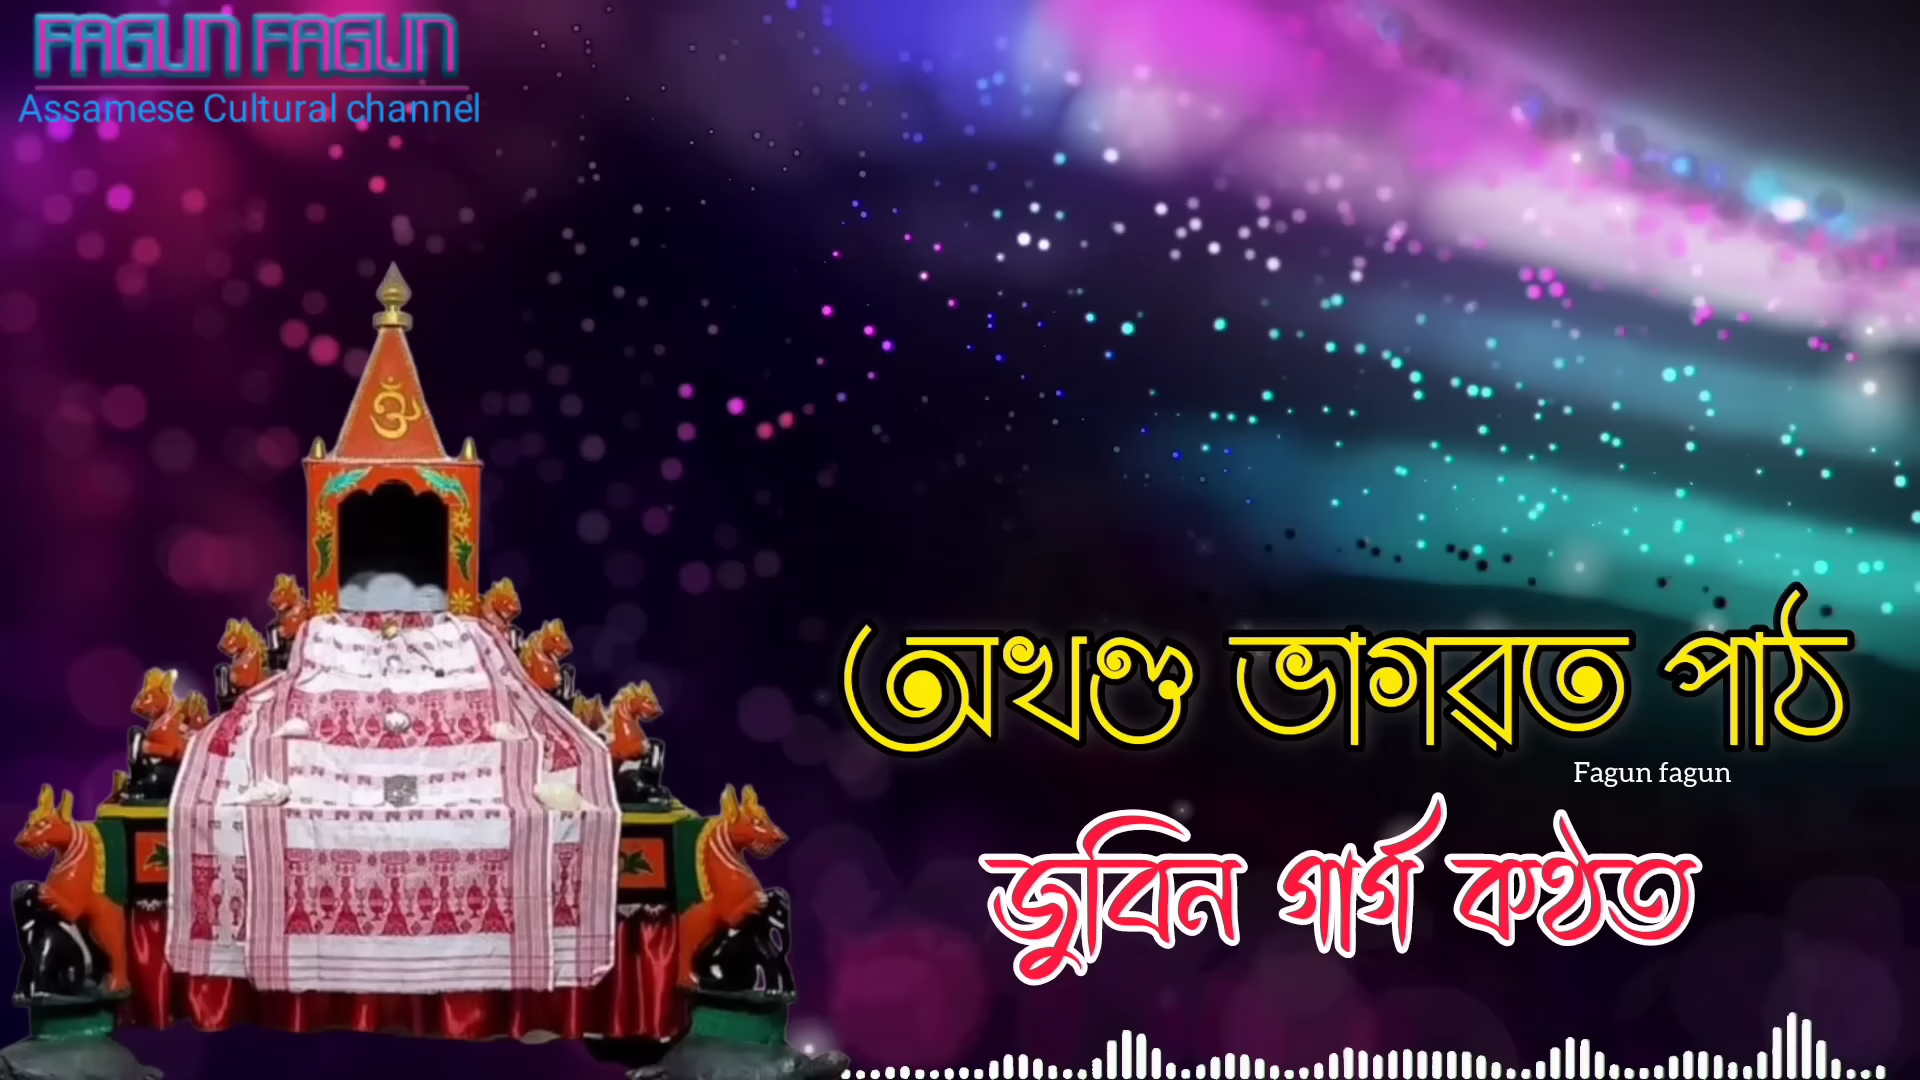 FAGUN FAGUN
Assamese Cultural channel
ॐ
অখণ্ড ভাগৱত পাঠ
Fagun fagun
জুবিন গাৰ্গ কণ্ঠত